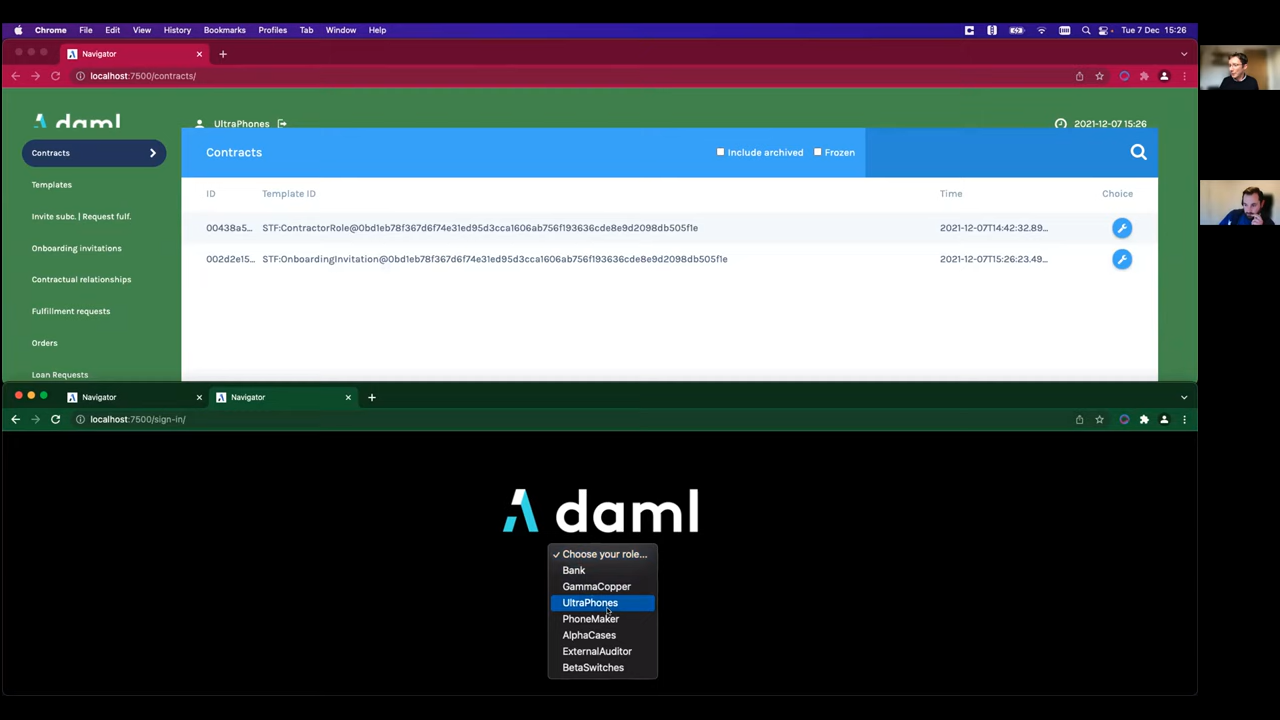 Chrome File Edit View History Bookmarks Profiles Tab Window Help Tue 7 Dec 15:26
Navigator
localhost:7500/contracts/
daml UltraPhones 2021-12-07 15:26
Contracts
Contracts Include archived Frozen
ID Template ID Time Choice
Templates
Invite subc. | Request fulf.
00438a5... STF:ContractorRole@0bd1eb78f367d6f74e31ed95d3cca1606ab756f193636cde8e9d2098db505f1e 2021-12-07T14:42:32.89...
Onboarding invitations
002d2e15... STF:OnboardingInvitation@0bd1eb78f367d6f74e31ed95d3cca1606ab756f193636cde8e9d2098db505f1e 2021-12-07T15:26:23.49...
Contractual relationships
Fulfillment requests
Orders
Loan Requests
Navigator Navigator
localhost:7500/sign-in/
daml
✓ Choose your role...
Bank
GammaCopper
UltraPhones
PhoneMaker
AlphaCases
ExternalAuditor
BetaSwitches